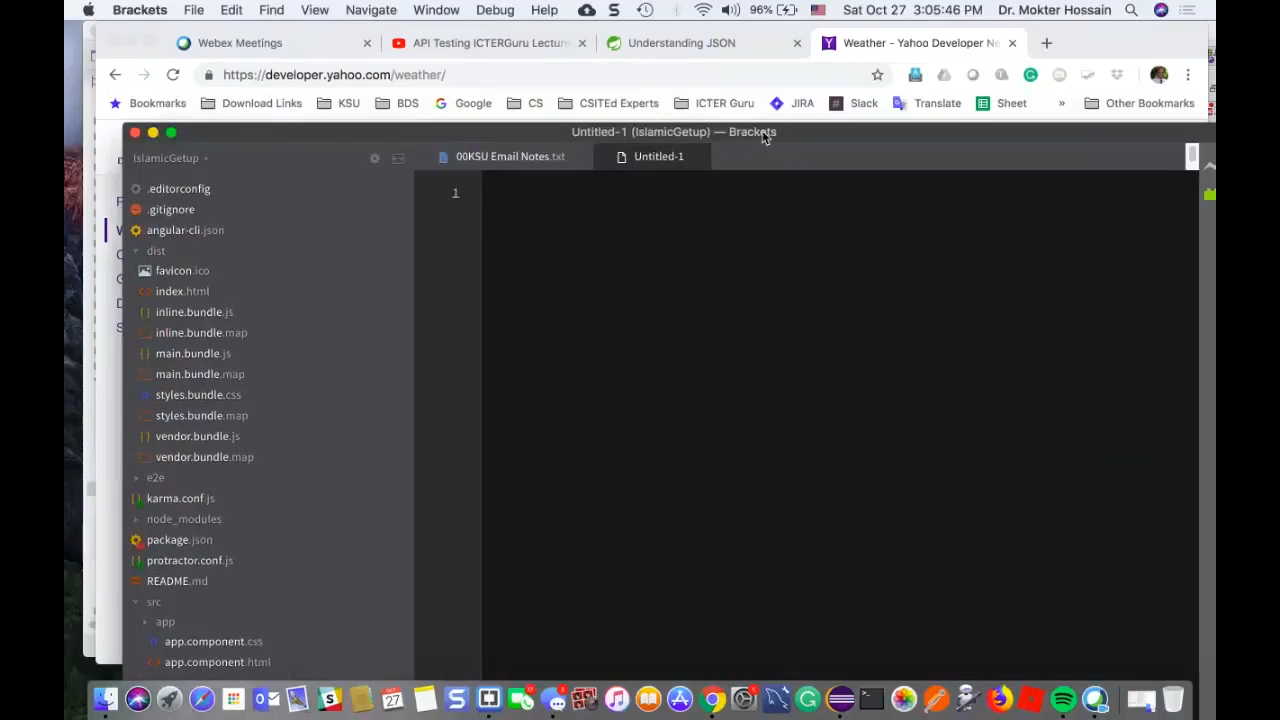 Brackets File Edit Find View Navigate Window Debug Help 96% Sat Oct 27 3:05:46 PM Dr. Mokter Hossain
Webex Meetings API Testing ICTERGuru Lecture Understanding JSON Weather - Yahoo Developer Ne
https://developer.yahoo.com/weather/
Bookmarks Download Links KSU BDS Google CS CSITEd Experts ICTER Guru JIRA Slack Translate Sheet » Other Bookmarks
Untitled-1 (IslamicGetup) — Brackets
IslamicGetup 00KSU Email Notes.txt Untitled-1
1
.editorconfig
.gitignore
angular-cli.json
dist
favicon.ico
index.html
inline.bundle.js
inline.bundle.map
main.bundle.js
main.bundle.map
styles.bundle.css
styles.bundle.map
vendor.bundle.js
vendor.bundle.map
e2e
karma.conf.js
node_modules
package.json
protractor.conf.js
README.md
src
app
app.component.css
app.component.html
OCT
27